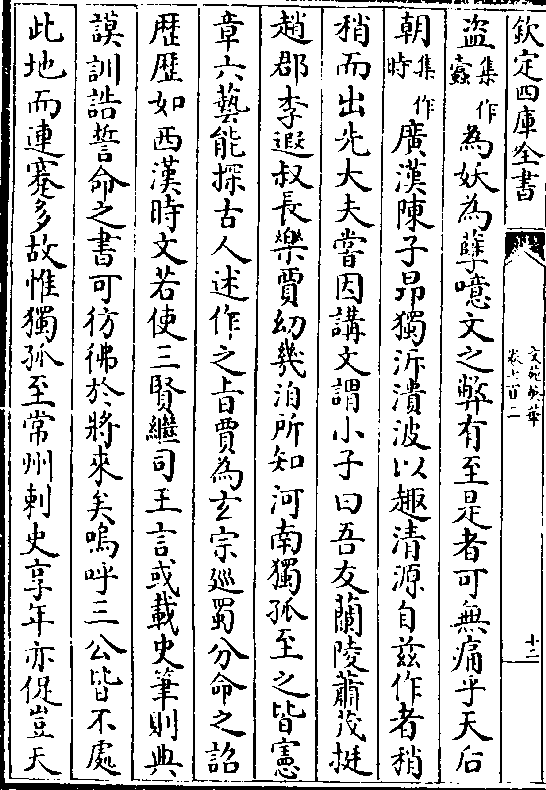 欽定四庫全書
文苑英華
卷七百二
十二
盜集作蠹為妖為孽噫文之弊有至是者可無痛乎天后
朝集作時廣漢陳子昂獨泝潰波以趣清源自兹作者稍
稍而出先大夫嘗因講文謂小子曰吾友蘭陵蕭茂挺
趙郡李遐叔長樂賈幼幾洎所知河南獨孤至之皆憲
章六藝能探古人述作之㫖賈為玄宗廵蜀分命之詔
歴歴如西漢時文若使三賢繼司王言或載史筆則典
謨訓誥誓命之書可彷彿於將來矣嗚呼三公皆不處
此地而連蹇多故惟獨孤至常州刺史享年亦促豈天